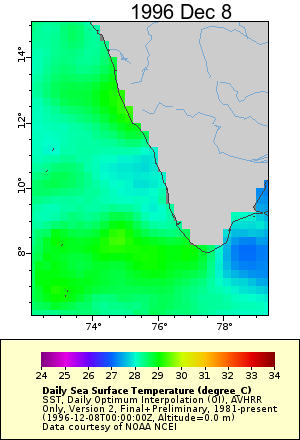 1996 Dec 8
14°
12°
10°
8°
74°
76°
78°
24 25 26 27 28 29 30 31 32 33 34
Daily Sea Surface Temperature (degree_C)
SST, Daily Optimum Interpolation (OI), AVHRR
Only, Version 2, Final+Preliminary, 1981-present
(1996-12-08T00:00:00Z, Altitude=0.0 m)
Data courtesy of NOAA NCEI